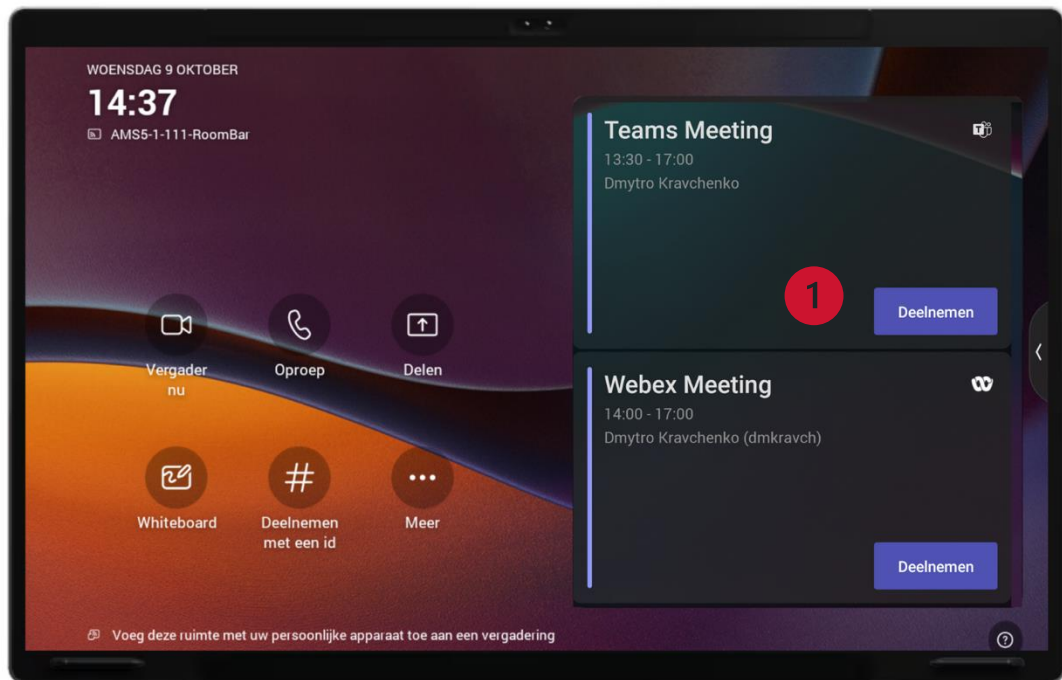 WOENSDAG 9 OKTOBER
14:37
AMS5-1-111-RoomBar
Vergader
nu
Oproep
Delen
Whiteboard
Deelnemen
met een id
Meer
Voeg deze ruimte met uw persoonlijke apparaat toe aan een vergadering
Teams Meeting
13:30 - 17:00
Dmytro Kravchenko
1
Deelnemen
Webex Meeting
14:00 - 17:00
Dmytro Kravchenko (dmkravch)
Deelnemen